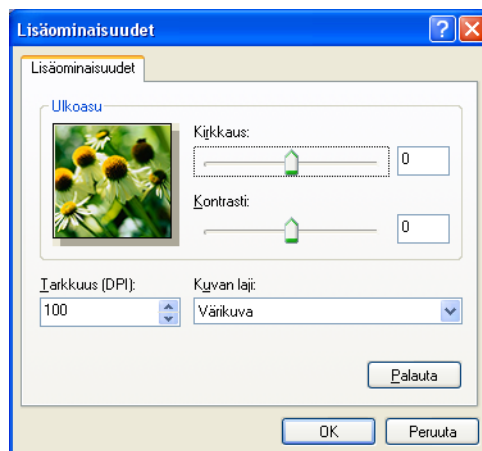 Lisäominaisuudet
Lisäominaisuudet
Ulkoasu
Kirkkaus:
0
Kontrasti:
0
Tarkkuus (DPI):
Kuvan laji:
100
Värikuva
Palauta
OK
Peruuta